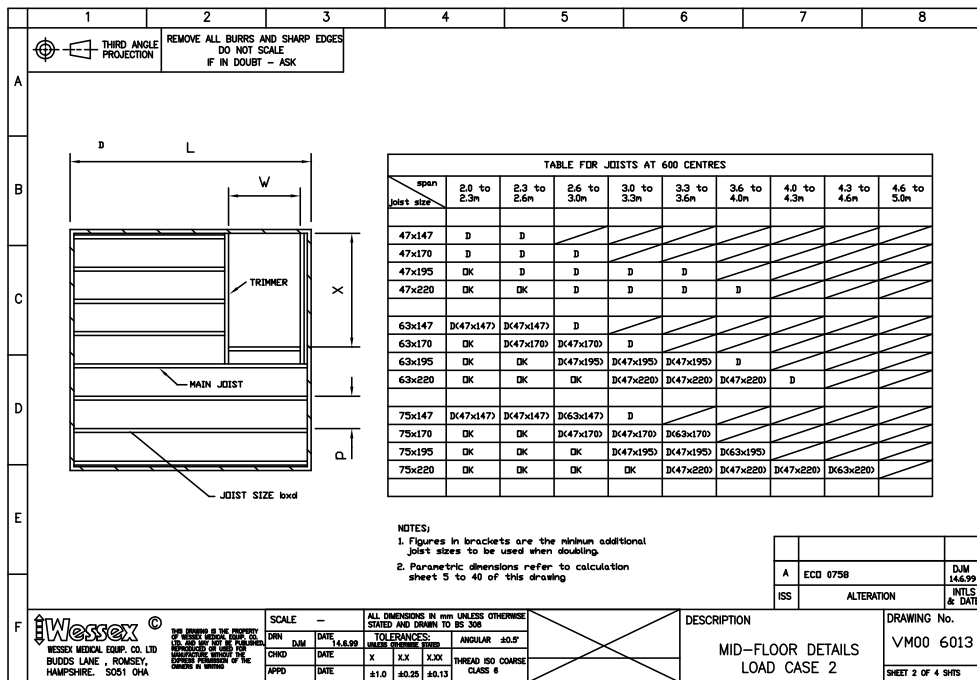 1 2 3 4 5 6 7 8
THIRD ANGLE
PROJECTION
REMOVE ALL BURRS AND SHARP EDGES
DO NOT SCALE
IF IN DOUBT - ASK
A
B
C
D
E
F
D
L
W
X
TRIMMER
MAIN JOIST
P
JOIST SIZE bxd
TABLE FOR JOISTS AT 600 CENTRES
span
joist size
2.0 to 2.3m 2.3 to 2.6m 2.6 to 3.0m 3.0 to 3.3m 3.3 to 3.6m 3.6 to 4.0m 4.0 to 4.3m 4.3 to 4.6m 4.6 to 5.0m
47x147 D D
47x170 D D D
47x195 OK D D D D
47x220 OK OK D D D D
63x147 D(47x147) D(47x147) D
63x170 OK D(47x170) D(47x170) D
63x195 OK OK D(47x195) D(47x195) D(47x195) D
63x220 OK OK OK D(47x220) D(47x220) D(47x220) D
75x147 D(47x147) D(47x147) D(63x147) D
75x170 OK OK D(47x170) D(47x170) D(63x170)
75x195 OK OK OK D(47x195) D(47x195) D(63x195)
75x220 OK OK OK OK D(47x220) D(47x220) D(47x220) D(63x220)
NOTES;
1. Figures in brackets are the minimum additional
joist sizes to be used when doubling.
2. Parametric dimensions refer to calculation
sheet 5 to 40 of this drawing
A ECO 0758 DJM 14.6.99
ISS ALTERATION INTLS & DATE
Wessex ©
WESSEX MEDICAL EQUIP. CO. LTD
BUDDS LANE , ROMSEY,
HAMPSHIRE. SO51 0HA
THIS DRAWING IS THE PROPERTY
OF WESSEX MEDICAL EQUIP. CO.
LTD. AND MAY NOT BE PUBLISHED,
REPRODUCED OR USED FOR
MANUFACTURE WITHOUT THE
EXPRESS PERMISSION OF THE
OWNERS IN WRITING
SCALE -
DRN DJM DATE 14.6.99
CHKD DATE
APPD DATE
ALL DIMENSIONS IN mm UNLESS OTHERWISE
STATED AND DRAWN TO BS 308
TOLERANCES:
UNLESS OTHERWISE STATED
ANGULAR ±0.5°
X X.X X.XX
±1.0 ±0.25 ±0.13
THREAD ISO COARSE
CLASS 6
DESCRIPTION
MID-FLOOR DETAILS
LOAD CASE 2
DRAWING No.
VM00 6013
SHEET 2 OF 4 SHTS